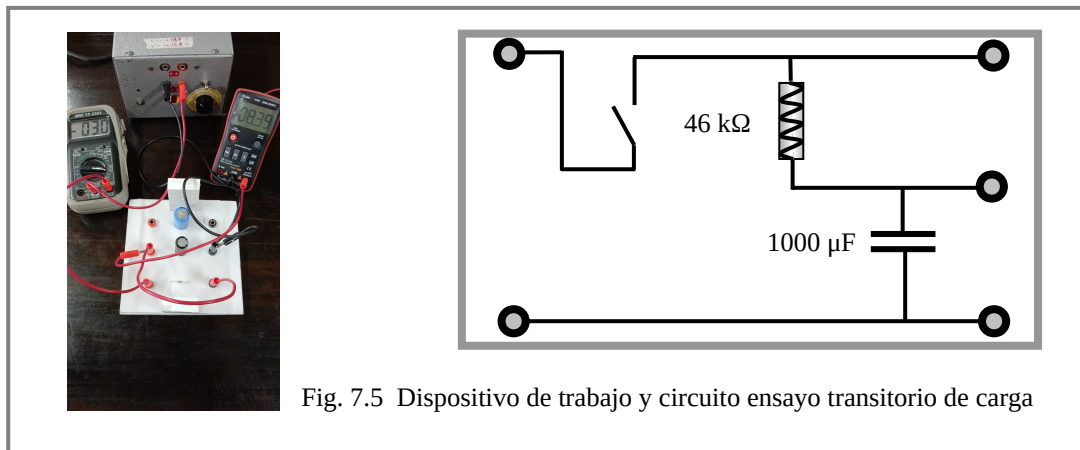 46 kΩ
1000 μF
Fig. 7.5 Dispositivo de trabajo y circuito ensayo transitorio de carga